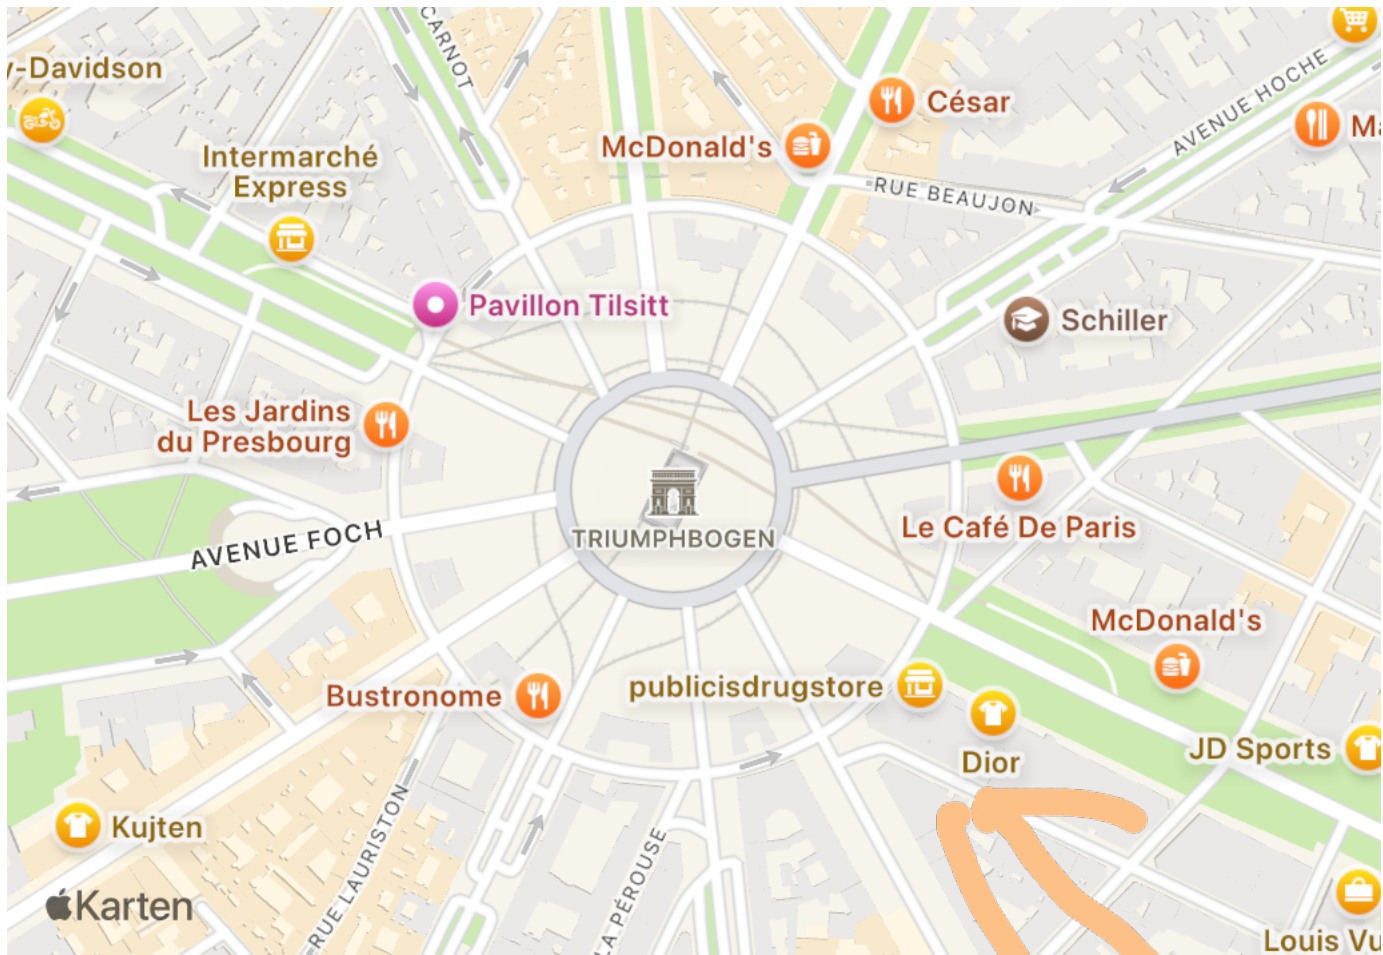 CARNOT
y-Davidson
César
AVENUE HOCHE
McDonald's
Ma
Intermarché
Express
RUE BEAUJON
Pavillon Tilsitt
Schiller
Les Jardins
du Presbourg
Le Café De Paris
AVENUE FOCH
TRIUMPHBOGEN
McDonald's
Bustronome
publicisdrugstore
Dior
JD Sports
Kujten
RUE LAURISTON
LA PÉROUSE
Karten
Louis Vu